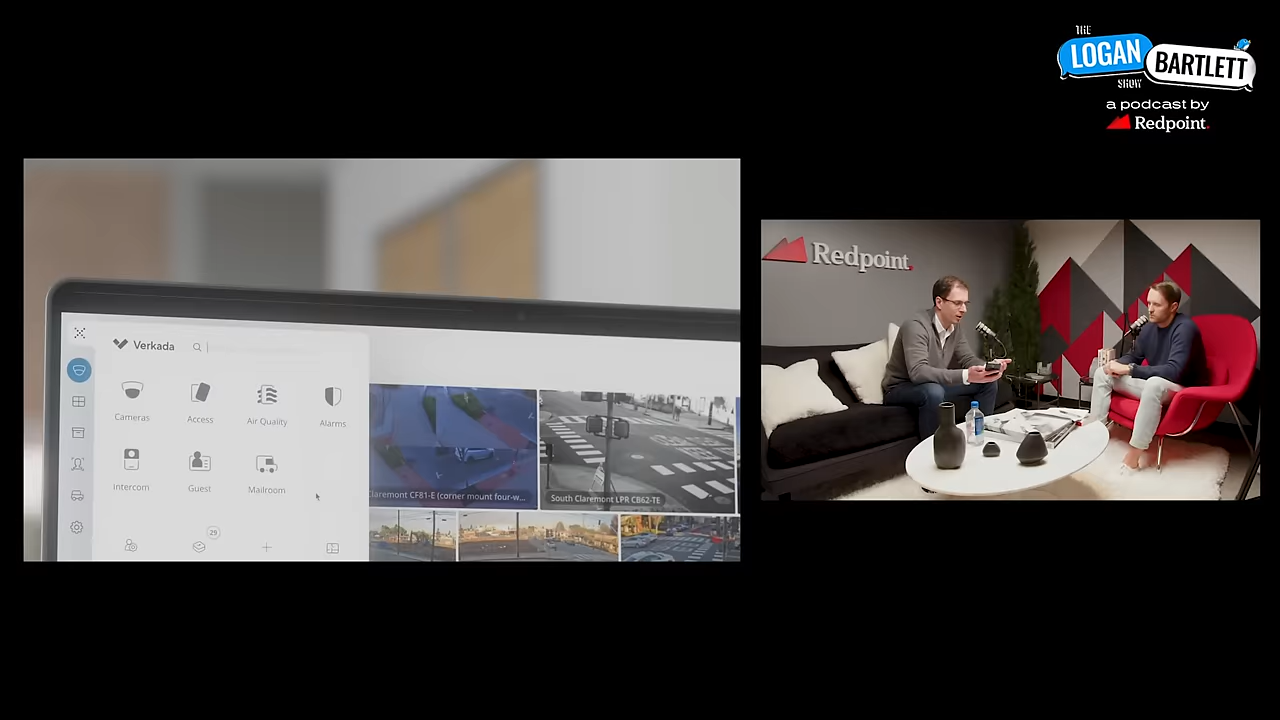 THE
LOGAN
BARTLETT
SHOW
a podcast by
Redpoint.
Redpoint.
Verkada
Cameras
Access
Air Quality
Alarms
Intercom
Guest
Mailroom
29
Claremont CF81-E (corner mount four-w...
South Claremont LPR CB62-TE